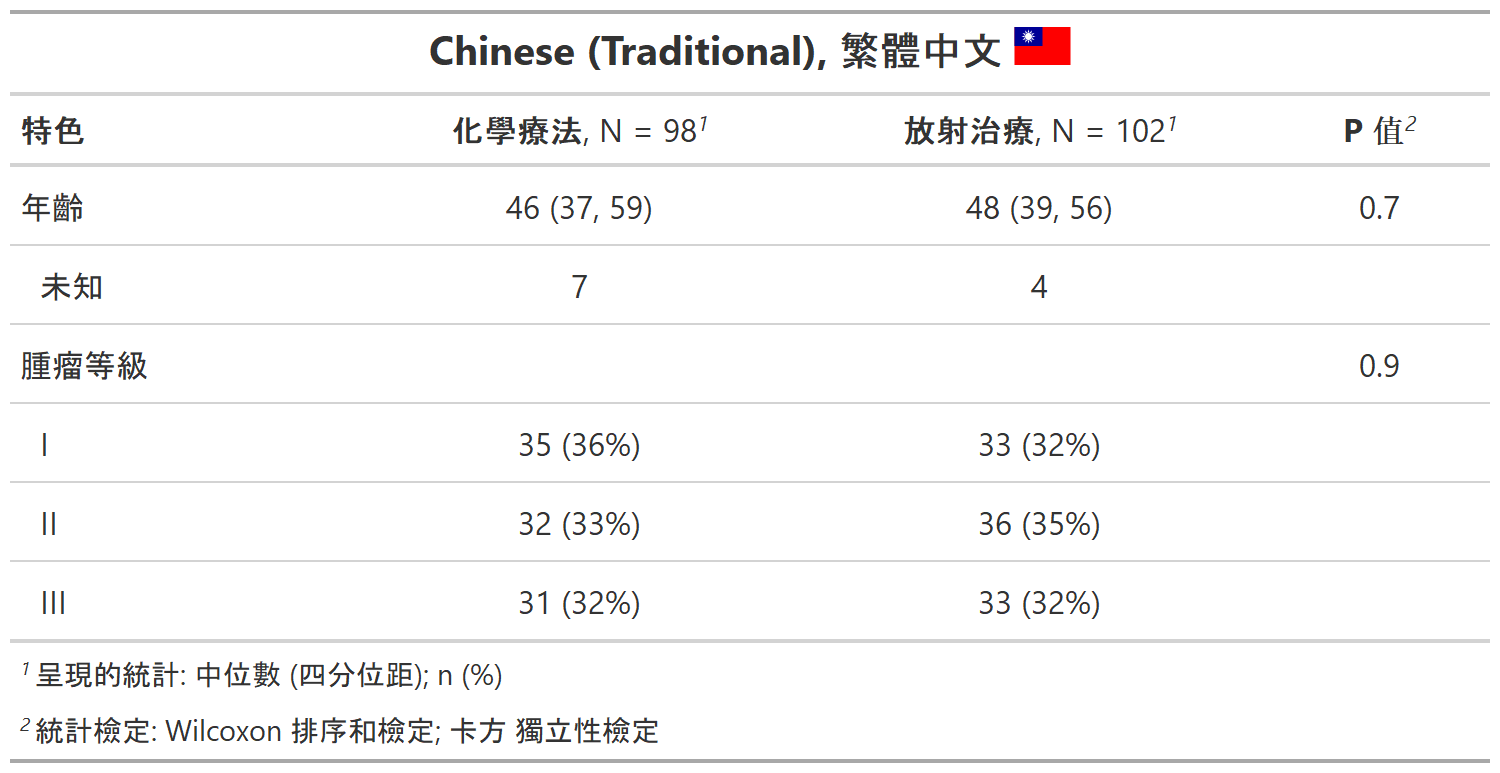 Chinese (Traditional), 繁體中文
特色 化學療法, N = 98¹ 放射治療, N = 102¹ P 值²
年齡 46 (37, 59) 48 (39, 56) 0.7
未知 7 4
腫瘤等級 0.9
I 35 (36%) 33 (32%)
II 32 (33%) 36 (35%)
III 31 (32%) 33 (32%)
¹ 呈現的統計: 中位數 (四分位距); n (%)
² 統計檢定: Wilcoxon 排序和檢定; 卡方 獨立性檢定